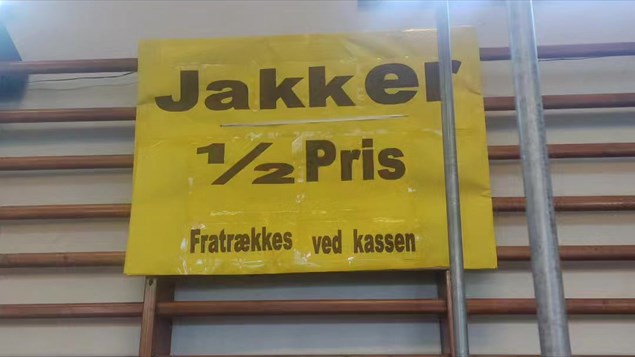 Jakker
½ Pris
Fratrækkes ved kassen